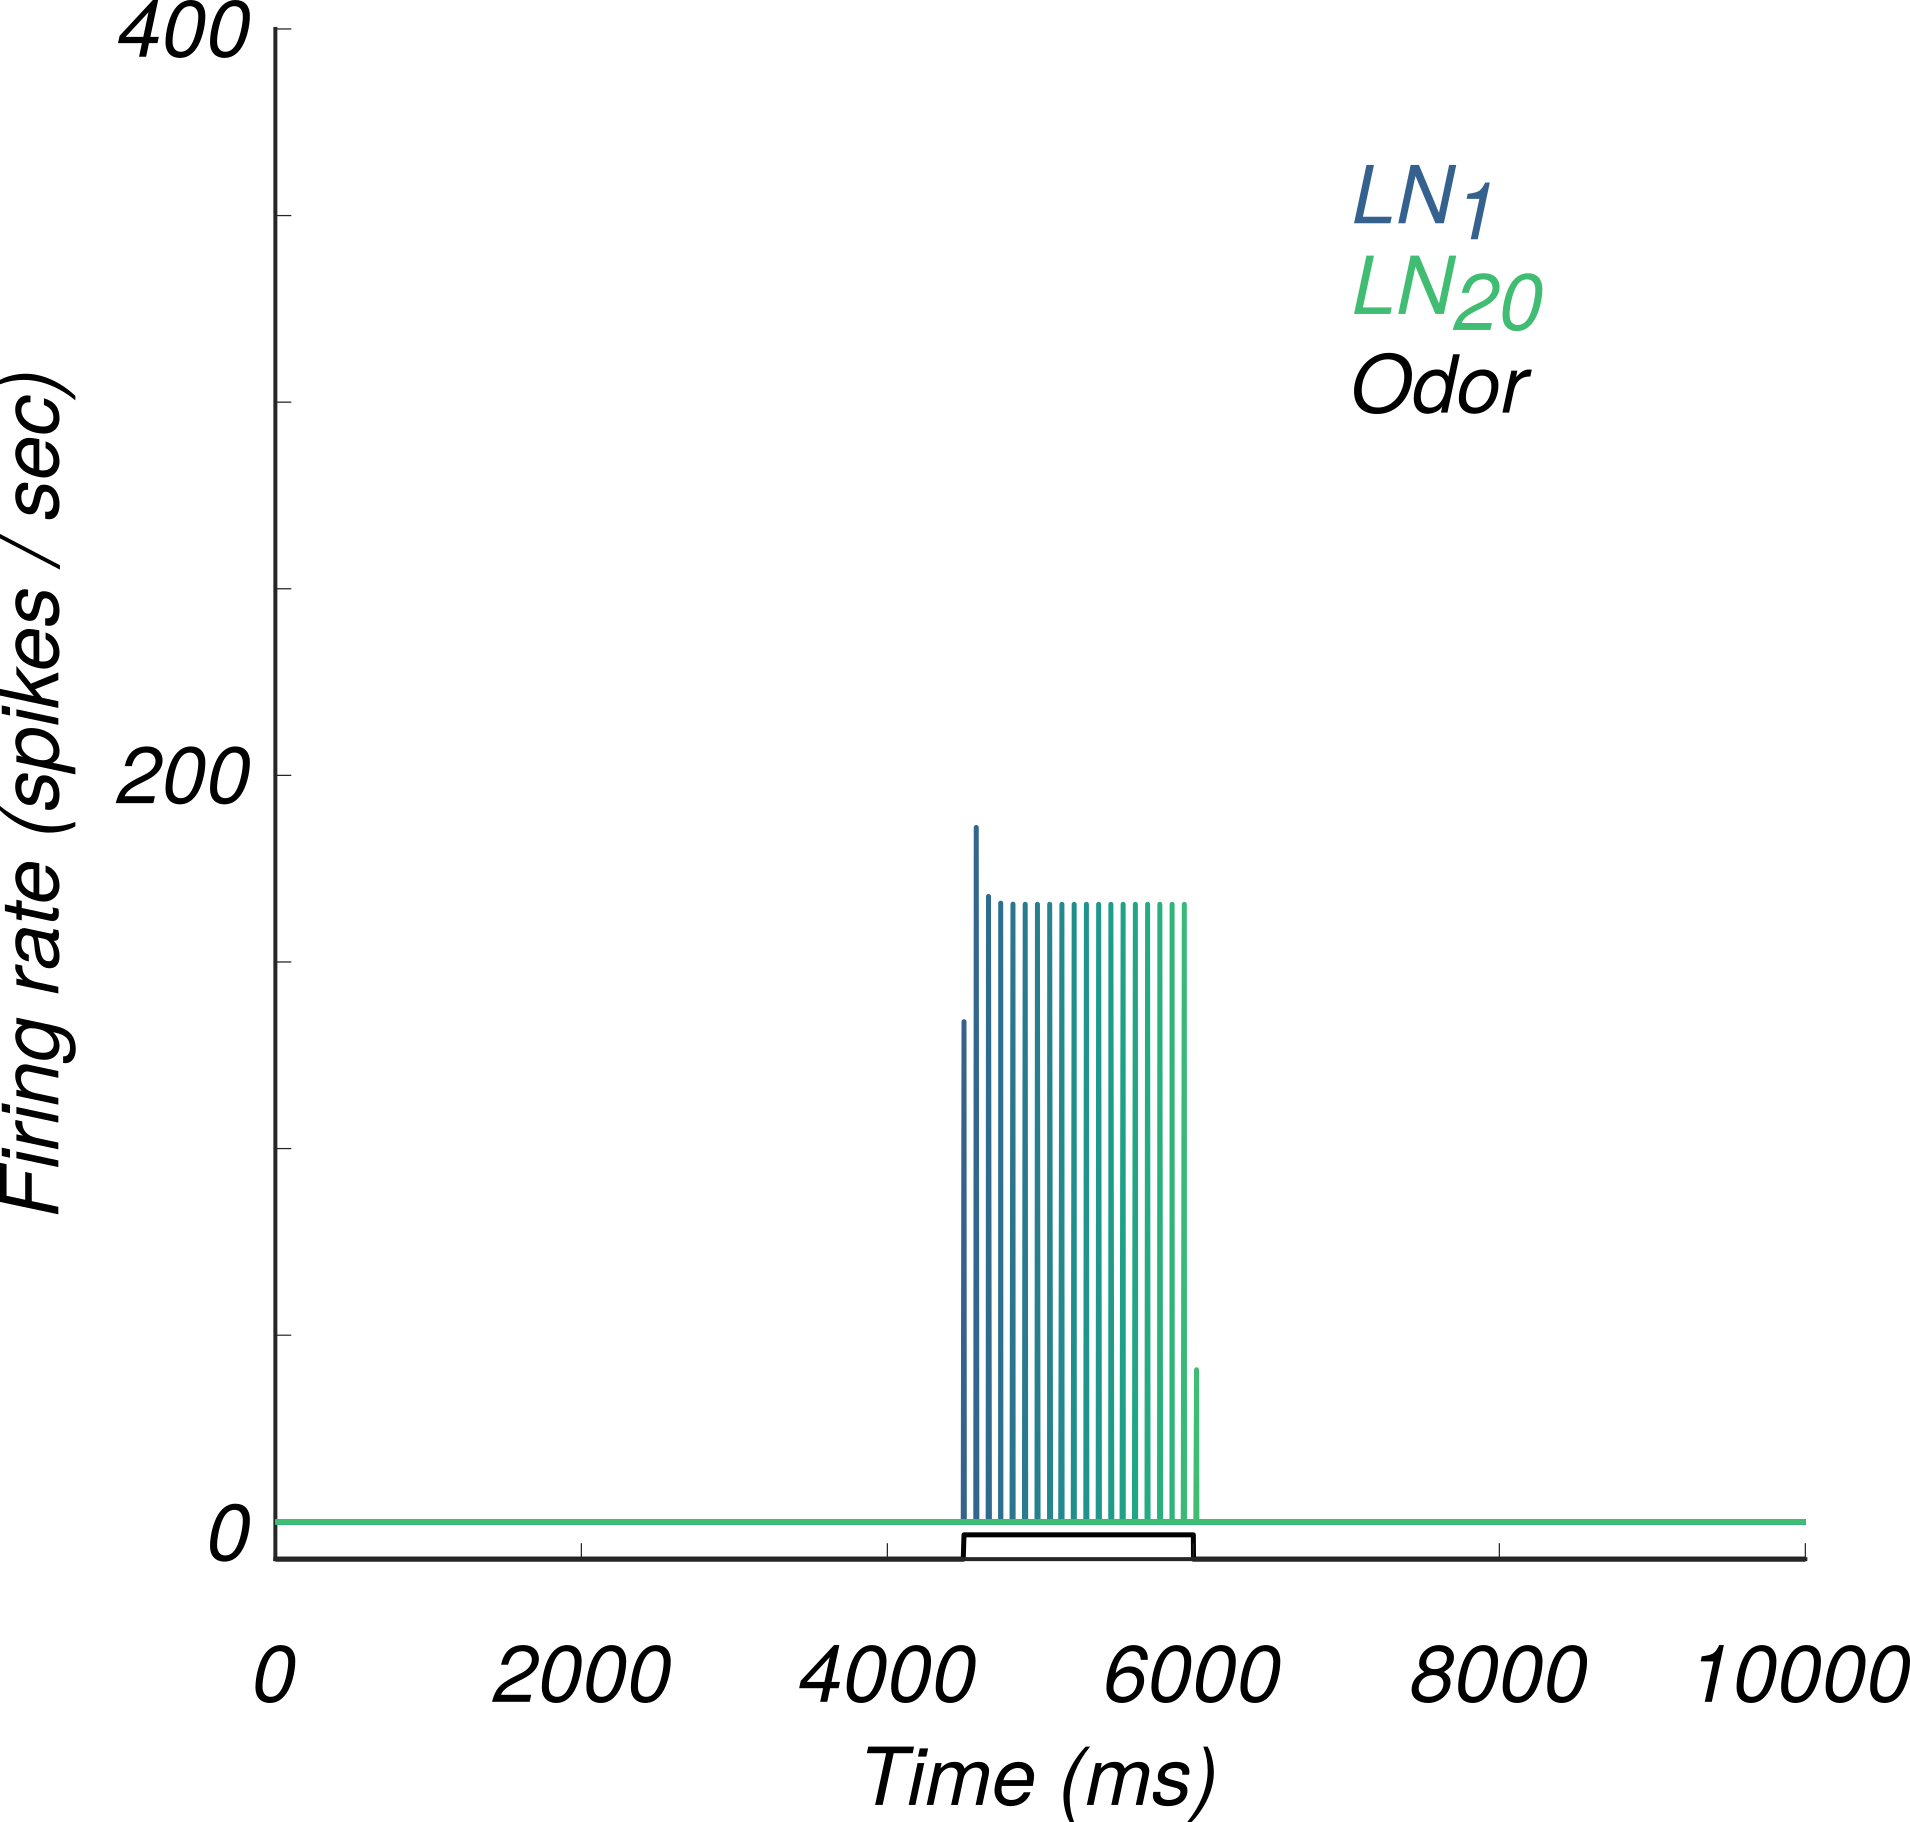 400
LN1
LN20
Odor
Firing rate (spikes / sec)
200
0
0 2000 4000 6000 8000 10000
Time (ms)